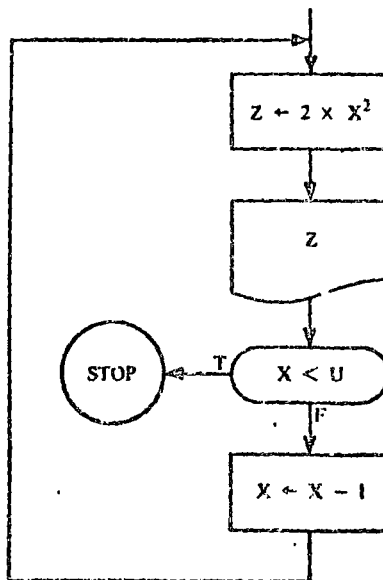 Z ← 2 × X²
Z
STOP
T
X < U
F
X ← X - 1